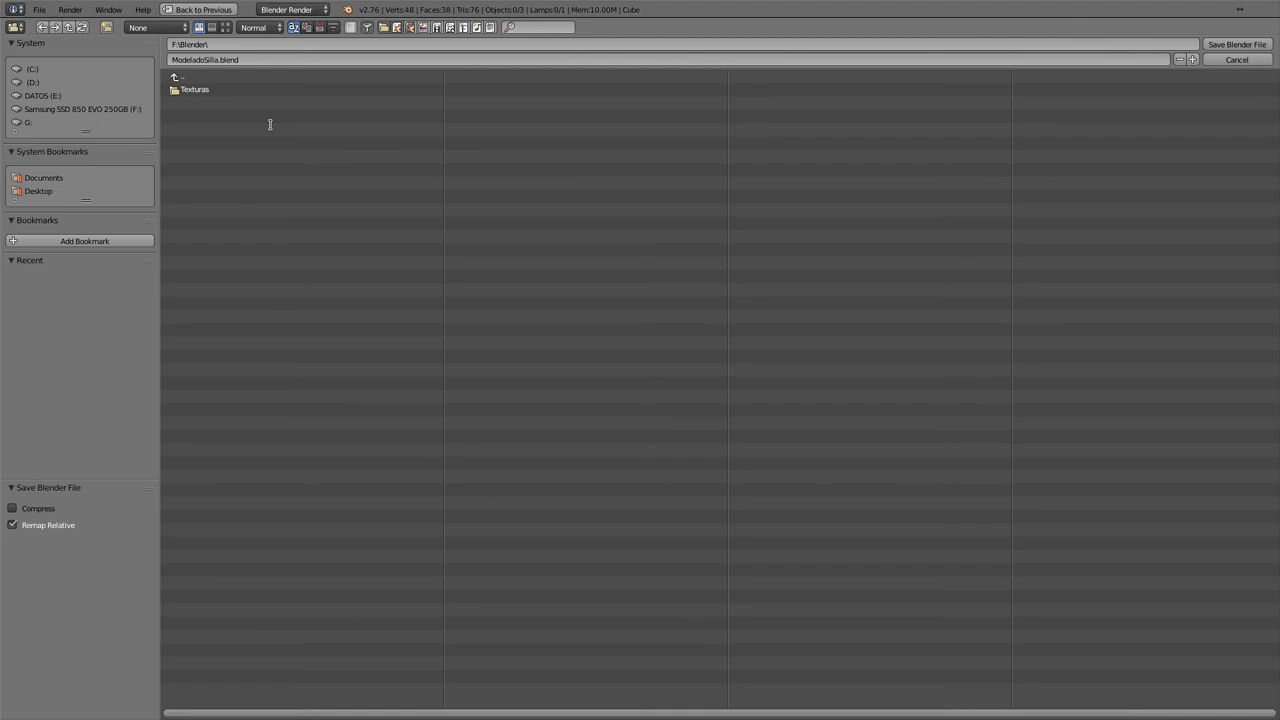 File Render Window Help Back to Previous Blender Render v2.76 | Verts:48 | Faces:38 | Tris:76 | Objects:0/3 | Lamps:0/1 | Mem:10.00M | Cube
None Normal
System
F:\Blender\ Save Blender File
ModeladoSilla.blend Cancel
(C:)
..
(D:)
Texturas
DATOS (E:)
Samsung SSD 850 EVO 250GB (F:)
G:
System Bookmarks
Documents
Desktop
Bookmarks
Add Bookmark
Recent
Save Blender File
Compress
Remap Relative